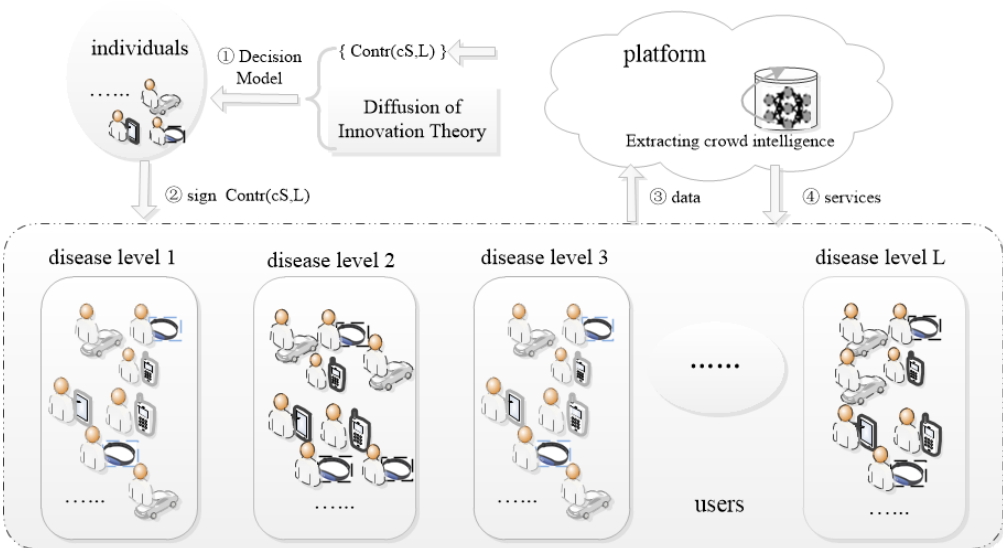 individuals
……
① Decision
Model
{ Contr(cS,L) }
Diffusion of
Innovation Theory
platform
Extracting crowd intelligence
② sign Contr(cS,L)
③ data
④ services
disease level 1
disease level 2
disease level 3
disease level L
……
……
……
……
……
users